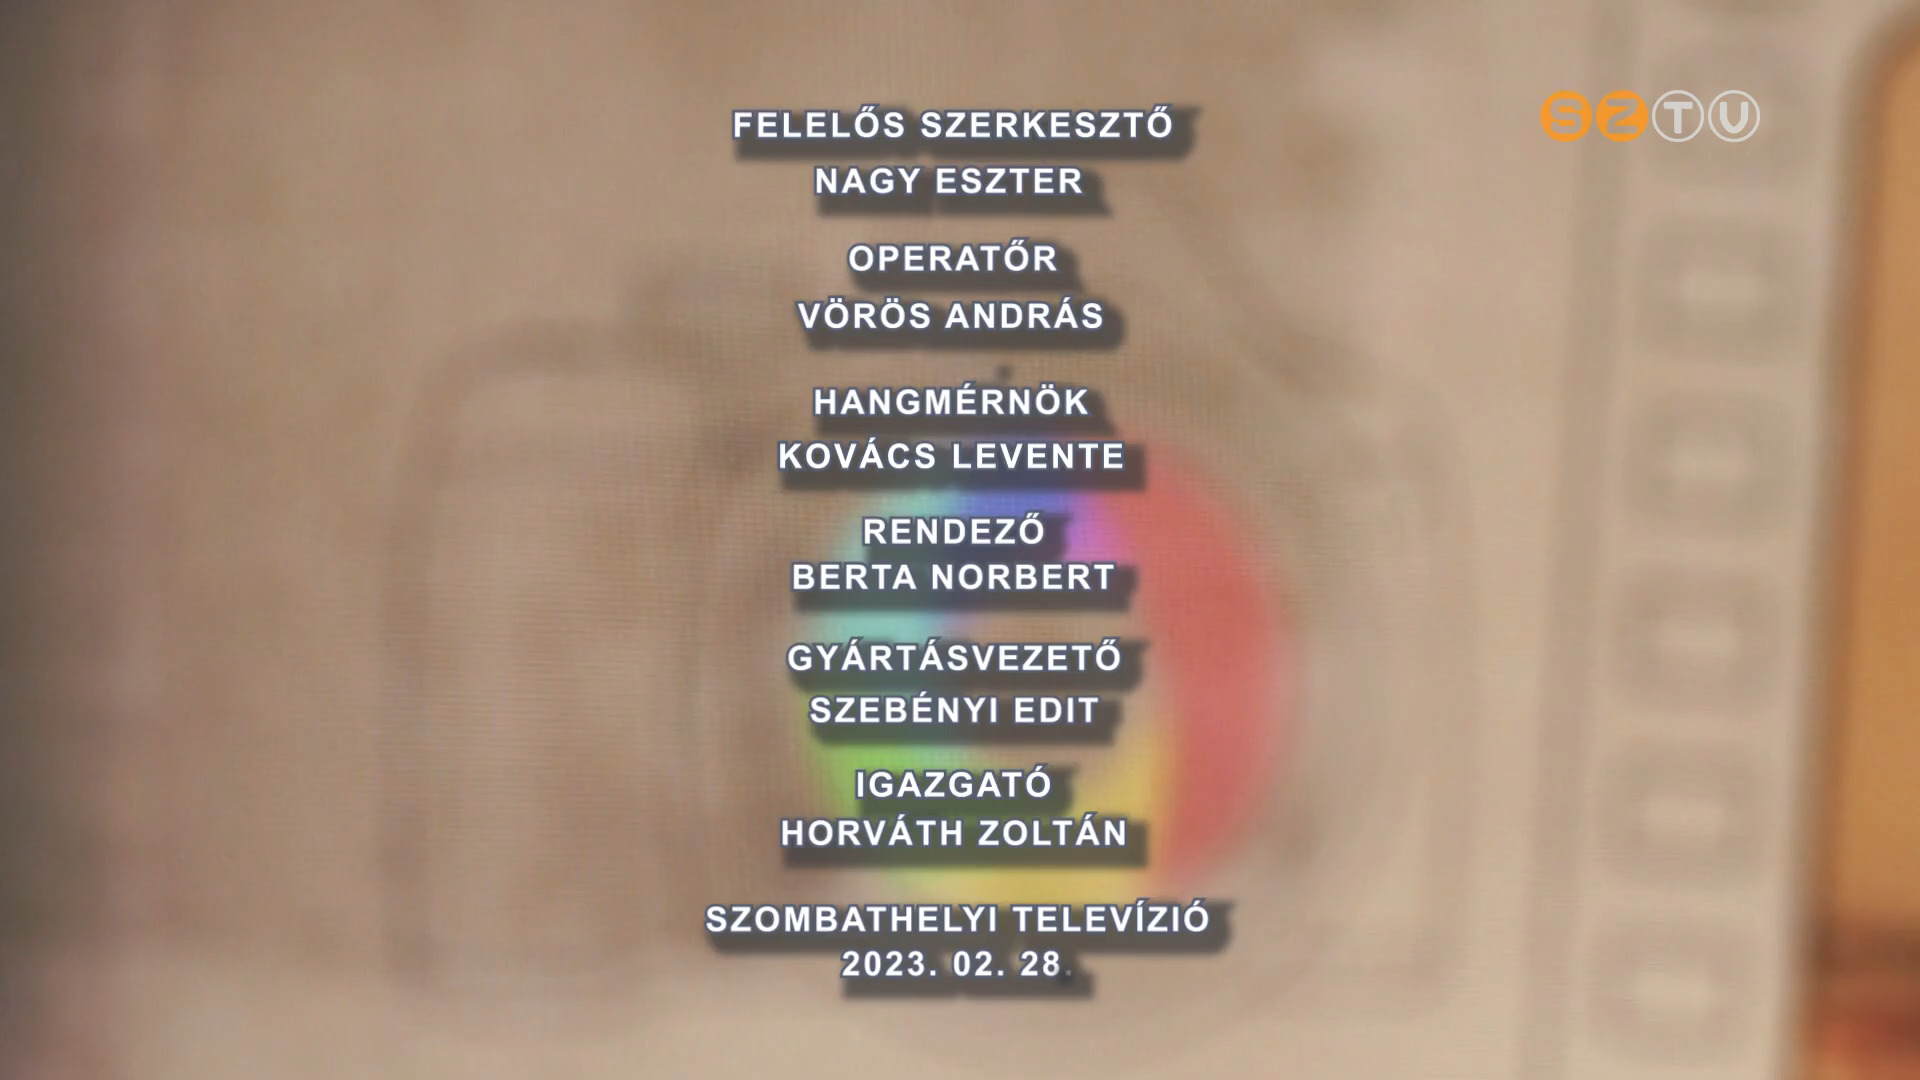 FELELŐS SZERKESZTŐ
SZTV
NAGY ESZTER
OPERATŐR
VÖRÖS ANDRÁS
HANGMÉRNÖK
KOVÁCS LEVENTE
RENDEZŐ
BERTA NORBERT
GYÁRTÁSVEZETŐ
SZEBÉNYI EDIT
IGAZGATÓ
HORVÁTH ZOLTÁN
SZOMBATHELYI TELEVÍZIÓ
2023. 02. 28.